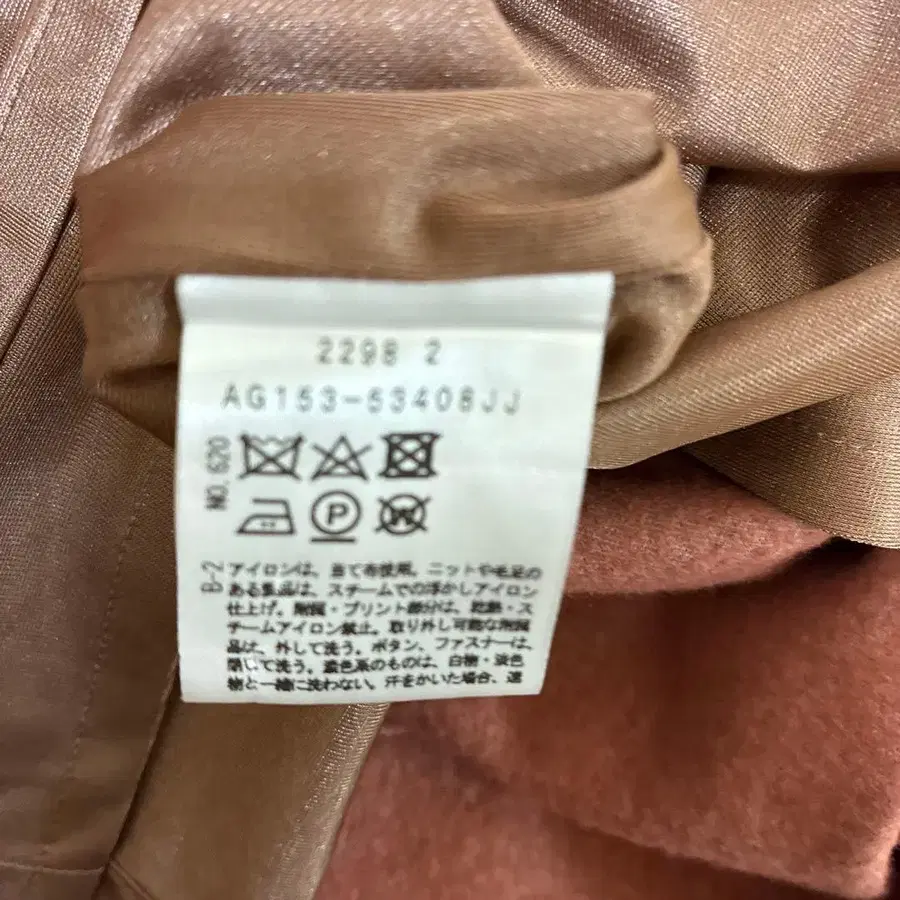 2298 2
AG153-53408JJ
NO.620
P
W
B-2
アイロンは、当て布使用。ニットや毛足の
ある製品は、スチームでの浮かしアイロン
仕上げ。附属・プリント部分は、乾熱・ス
チームアイロン禁止。取り外し可能な附属
品は、外して洗う。ボタン、ファスナーは、
閉じて洗う。濃色系のものは、白物・淡色
物と一緒に洗わない。汗をかいた場合、速